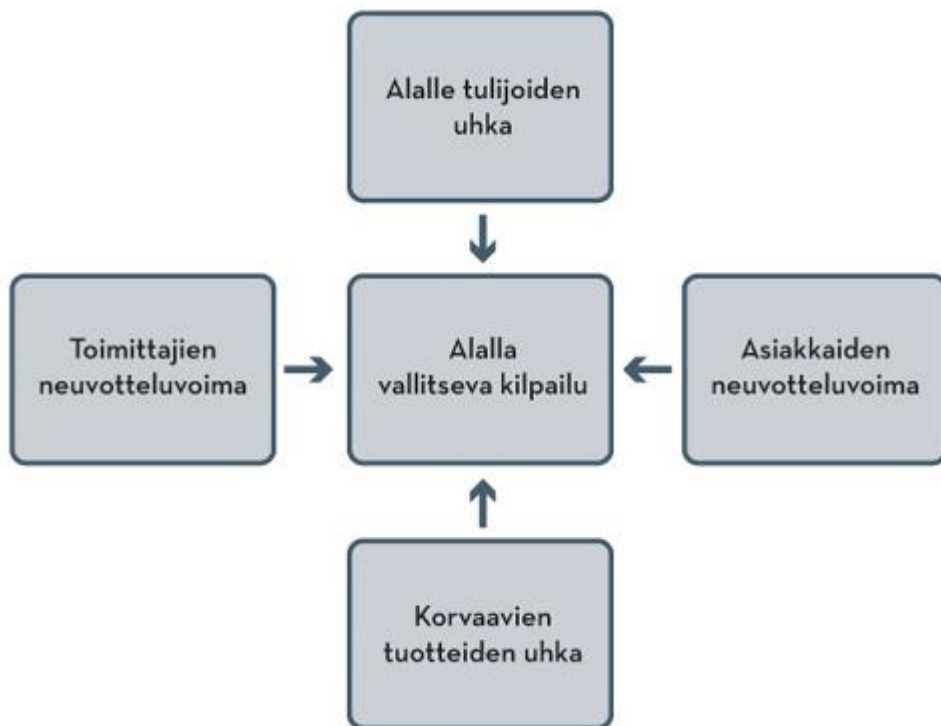 Alalle tulijoiden
uhka
Toimittajien
neuvotteluvoima
Alalla
vallitseva kilpailu
Asiakkaiden
neuvotteluvoima
Korvaavien
tuotteiden uhka